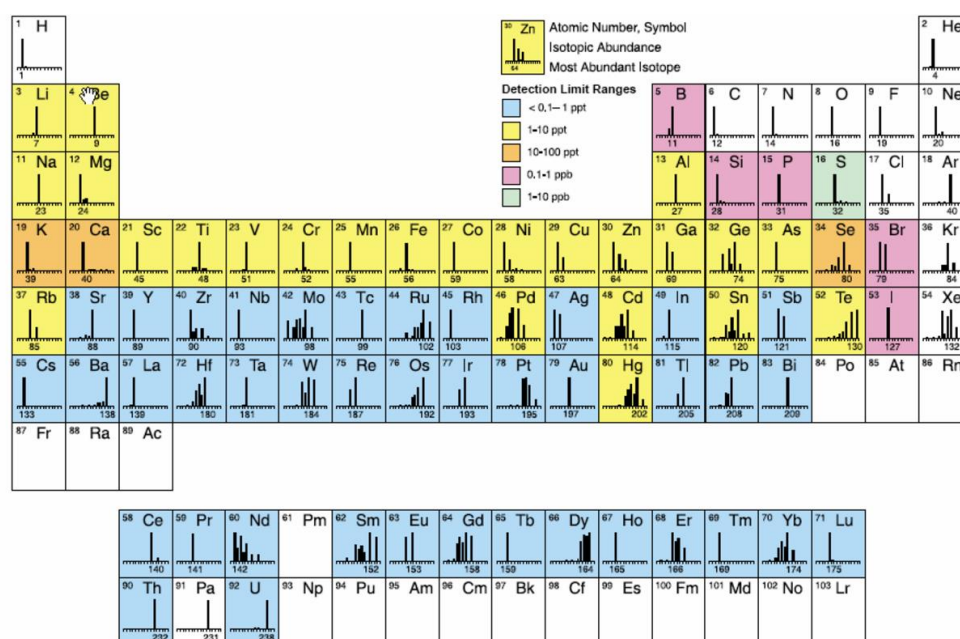 1 H
1
30 Zn
64
Atomic Number, Symbol
Isotopic Abundance
Most Abundant Isotope
2 He
4
Detection Limit Ranges
< 0.1–1 ppt
1-10 ppt
10-100 ppt
0.1-1 ppb
1-10 ppb
3 Li 4 Be 5 B 6 C 7 N 8 O 9 F 10 Ne
7 9 11 12 14 16 19 20
11 Na 12 Mg 13 Al 14 Si 15 P 16 S 17 Cl 18 Ar
23 24 27 28 31 32 35 40
19 K 20 Ca 21 Sc 22 Ti 23 V 24 Cr 25 Mn 26 Fe 27 Co 28 Ni 29 Cu 30 Zn 31 Ga 32 Ge 33 As 34 Se 35 Br 36 Kr
39 40 45 48 51 52 55 56 59 58 63 64 69 74 75 80 79 84
37 Rb 38 Sr 39 Y 40 Zr 41 Nb 42 Mo 43 Tc 44 Ru 45 Rh 46 Pd 47 Ag 48 Cd 49 In 50 Sn 51 Sb 52 Te 53 I 54 Xe
85 88 89 90 93 98 99 102 103 106 107 114 115 120 121 130 127 132
55 Cs 56 Ba 57 La 72 Hf 73 Ta 74 W 75 Re 76 Os 77 Ir 78 Pt 79 Au 80 Hg 81 Tl 82 Pb 83 Bi 84 Po 85 At 86 Rn
133 138 139 180 181 184 187 192 193 195 197 202 205 208 209
87 Fr 88 Ra 89 Ac
58 Ce 59 Pr 60 Nd 61 Pm 62 Sm 63 Eu 64 Gd 65 Tb 66 Dy 67 Ho 68 Er 69 Tm 70 Yb 71 Lu
140 141 142 152 153 158 150 164 165 166 169 174 175
90 Th 91 Pa 92 U 93 Np 94 Pu 95 Am 96 Cm 97 Bk 98 Cf 99 Es 100 Fm 101 Md 102 No 103 Lr
232 231 238